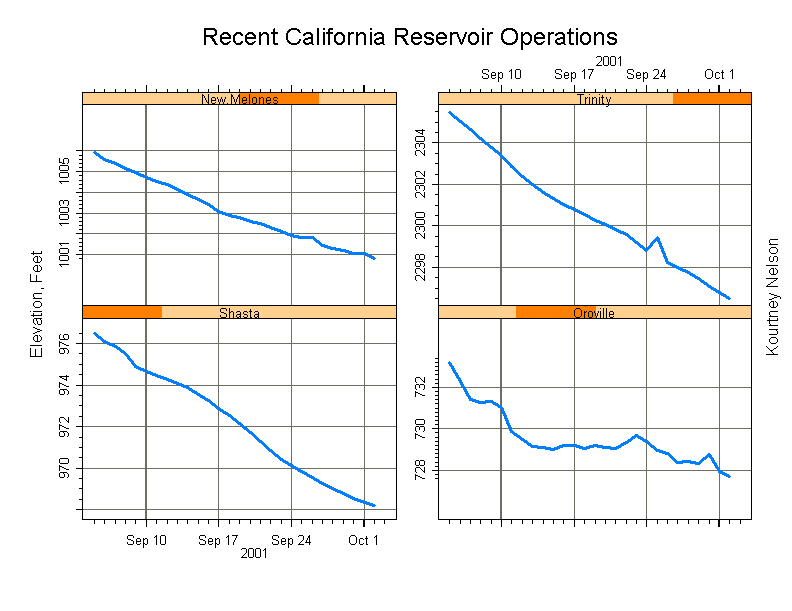 Recent California Reservoir Operations
2001
Sep 10 Sep 17 Sep 24 Oct 1
New.Melones
Trinity
1005
1003
1001
2304
2302
2300
2298
Elevation, Feet
Kourtney Nelson
Shasta
Oroville
976
974
972
970
732
730
728
Sep 10 Sep 17 Sep 24 Oct 1
2001